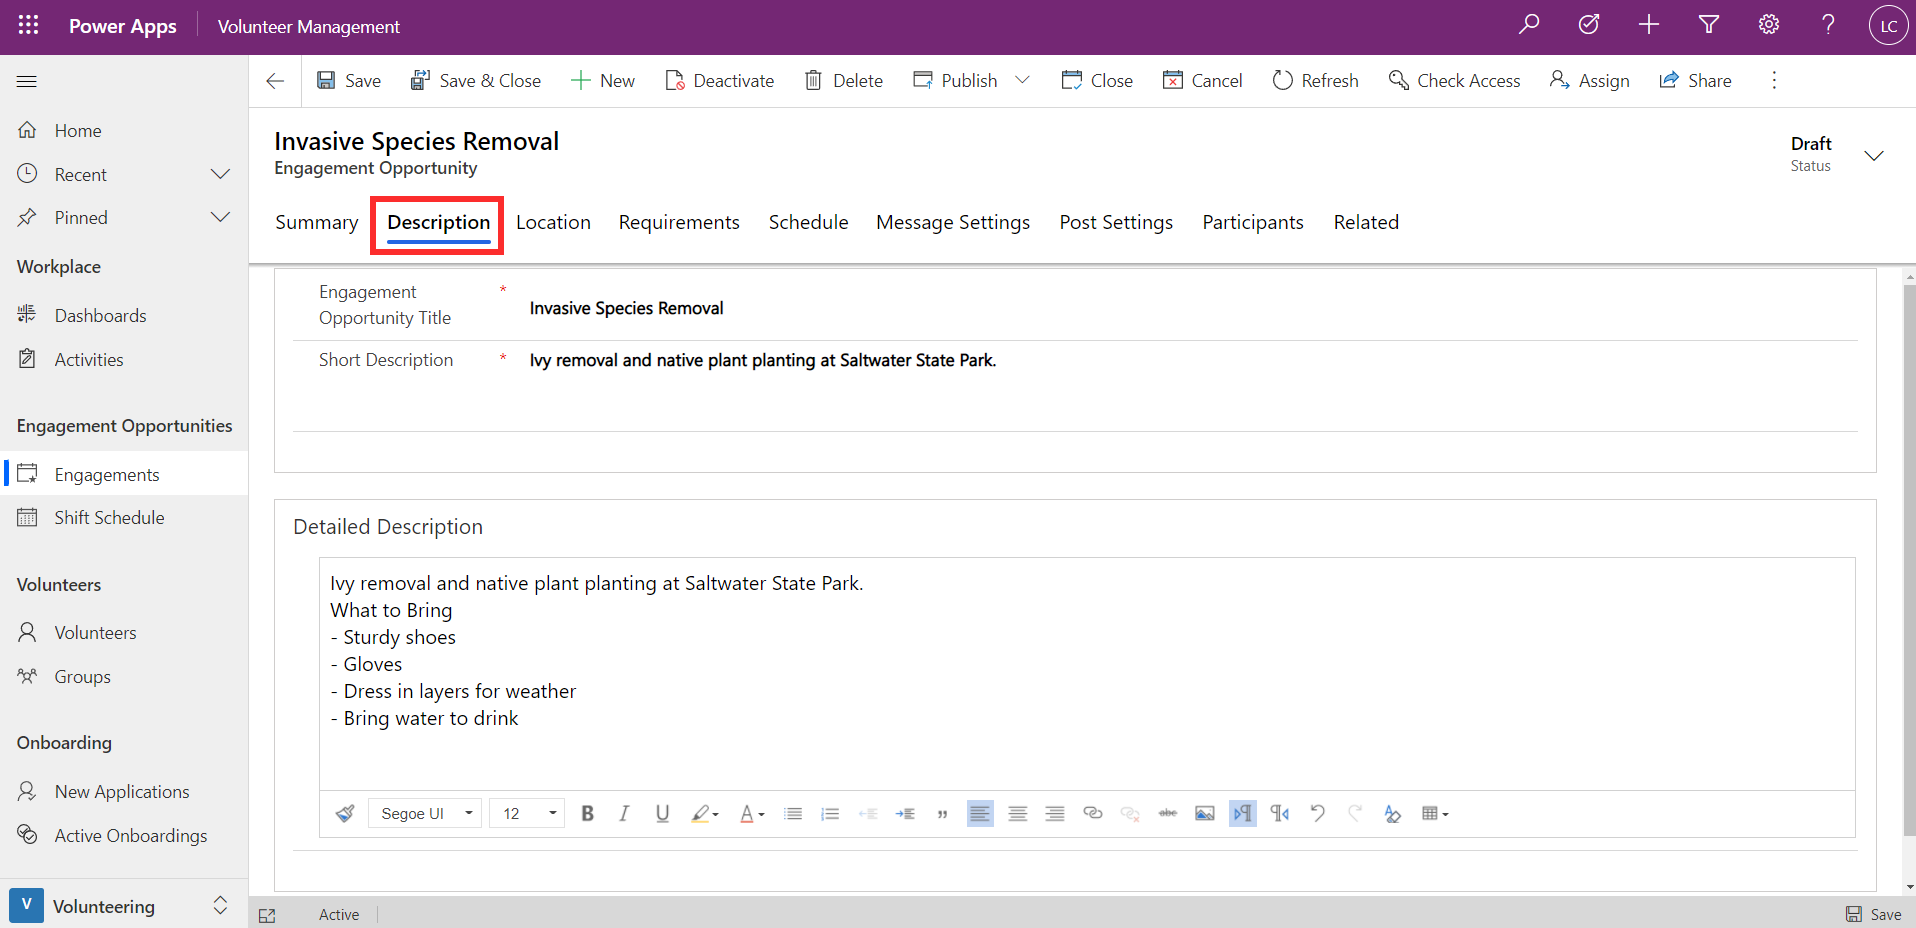 Power Apps
Volunteer Management
LC
Save
Save & Close
New
Deactivate
Delete
Publish
Close
Cancel
Refresh
Check Access
Assign
Share
Home
Recent
Pinned
Workplace
Dashboards
Activities
Engagement Opportunities
Engagements
Shift Schedule
Volunteers
Volunteers
Groups
Onboarding
New Applications
Active Onboardings
V
Volunteering
Invasive Species Removal
Engagement Opportunity
Draft
Status
Summary
Description
Location
Requirements
Schedule
Message Settings
Post Settings
Participants
Related
Engagement
Opportunity Title
*
Invasive Species Removal
Short Description
*
Ivy removal and native plant planting at Saltwater State Park.
Detailed Description
Ivy removal and native plant planting at Saltwater State Park.
What to Bring
- Sturdy shoes
- Gloves
- Dress in layers for weather
- Bring water to drink
Segoe UI
12
B
I
U
A
abc
Active
Save